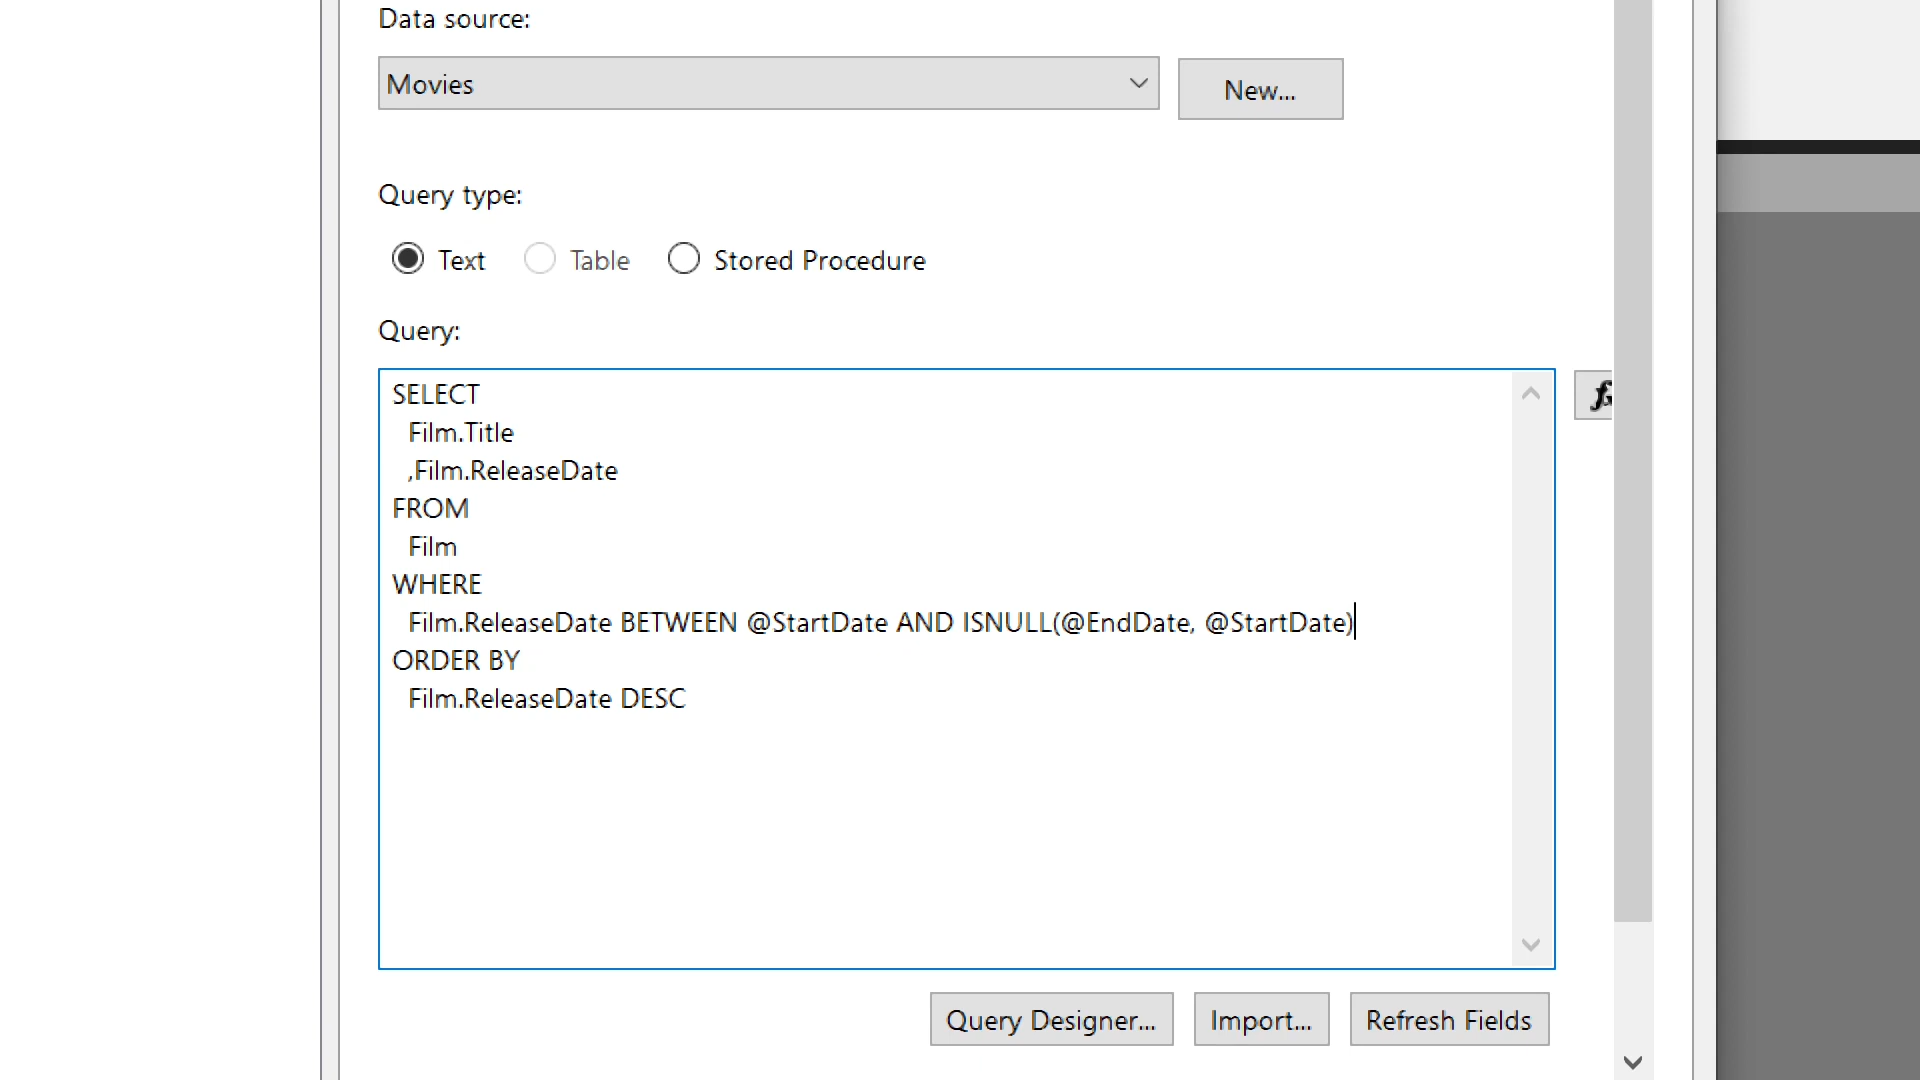 Data source:
Movies
New...
Query type:
Text Table Stored Procedure
Query:
SELECT
Film.Title
,Film.ReleaseDate
FROM
Film
WHERE
Film.ReleaseDate BETWEEN @StartDate AND ISNULL(@EndDate, @StartDate)
ORDER BY
Film.ReleaseDate DESC
Query Designer... Import... Refresh Fields